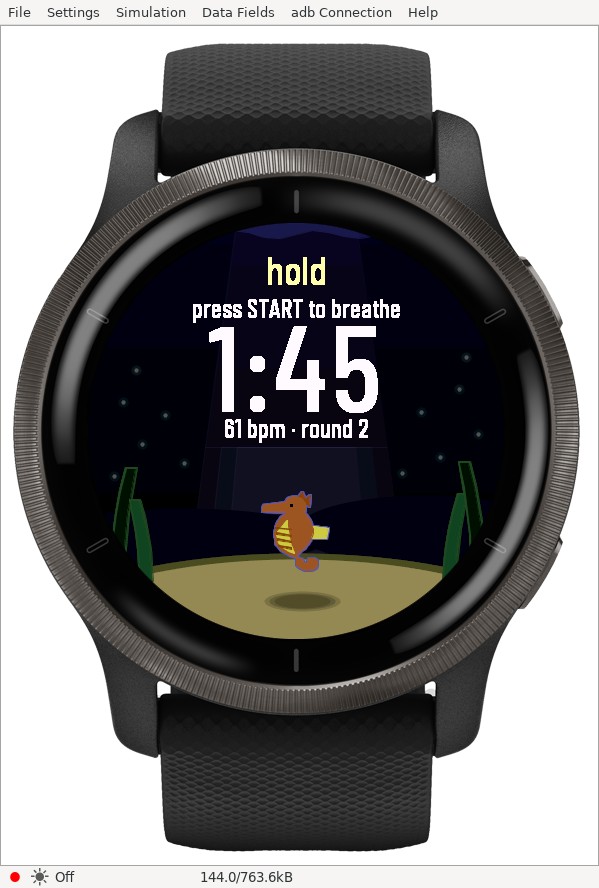 File Settings Simulation Data Fields adb Connection Help
hold
press START to breathe
1:45
61 bpm · round 2
Off 144.0/763.6kB